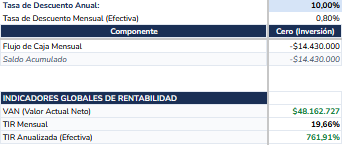 Tasa de Descuento Anual: 10,00%
Tasa de Descuento Mensual (Efectiva) 0,80%
Componente Cero (Inversión)
Flujo de Caja Mensual -$14.430.000
Saldo Acumulado -$14.430.000
INDICADORES GLOBALES DE RENTABILIDAD
VAN (Valor Actual Neto) $48.162.727
TIR Mensual 19,66%
TIR Anualizada (Efectiva) 761,91%